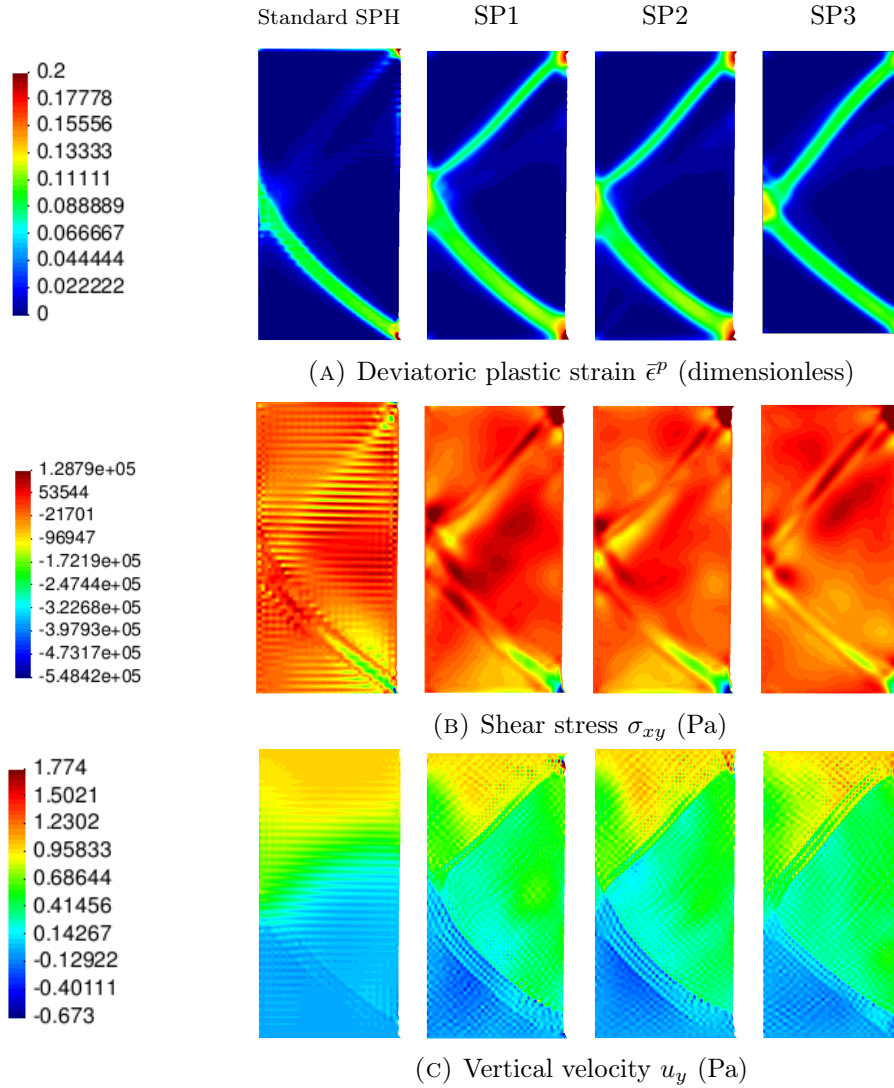 Standard SPH SP1 SP2 SP3
0.2
0.17778
0.15556
0.13333
0.11111
0.088889
0.066667
0.044444
0.022222
0
(A) Deviatoric plastic strain ε̄ᵖ (dimensionless)
1.2879e+05
53544
-21701
-96947
-1.7219e+05
-2.4744e+05
-3.2268e+05
-3.9793e+05
-4.7317e+05
-5.4842e+05
(B) Shear stress σxy (Pa)
1.774
1.5021
1.2302
0.95833
0.68644
0.41456
0.14267
-0.12922
-0.40111
-0.673
(C) Vertical velocity uy (Pa)